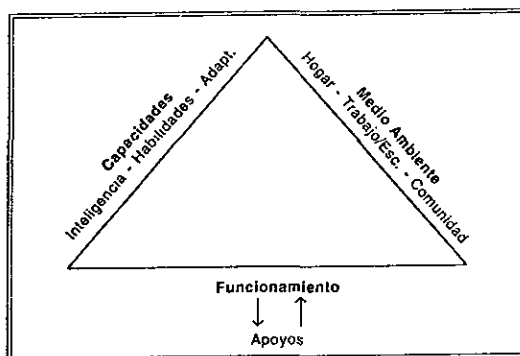 Capacidades
Inteligencia - Habilidades - Adapt.
Medio Ambiente
Hogar - Trabajo/Esc. - Comunidad
Funcionamiento
Apoyos